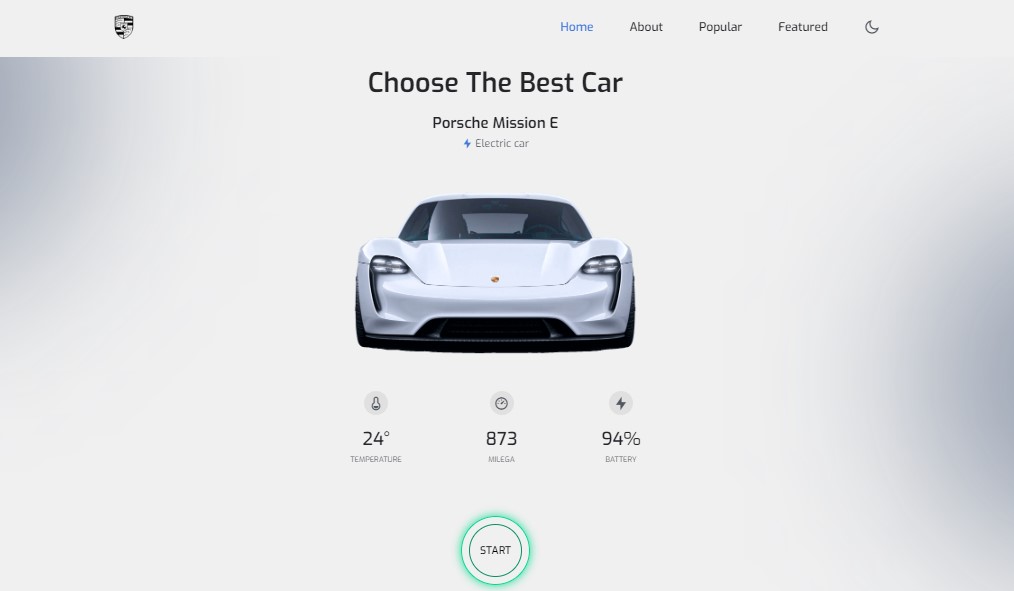 Home About Popular Featured
Choose The Best Car
Porsche Mission E
Electric car
24° 873 94%
TEMPERATURE MILEGA BATTERY
START